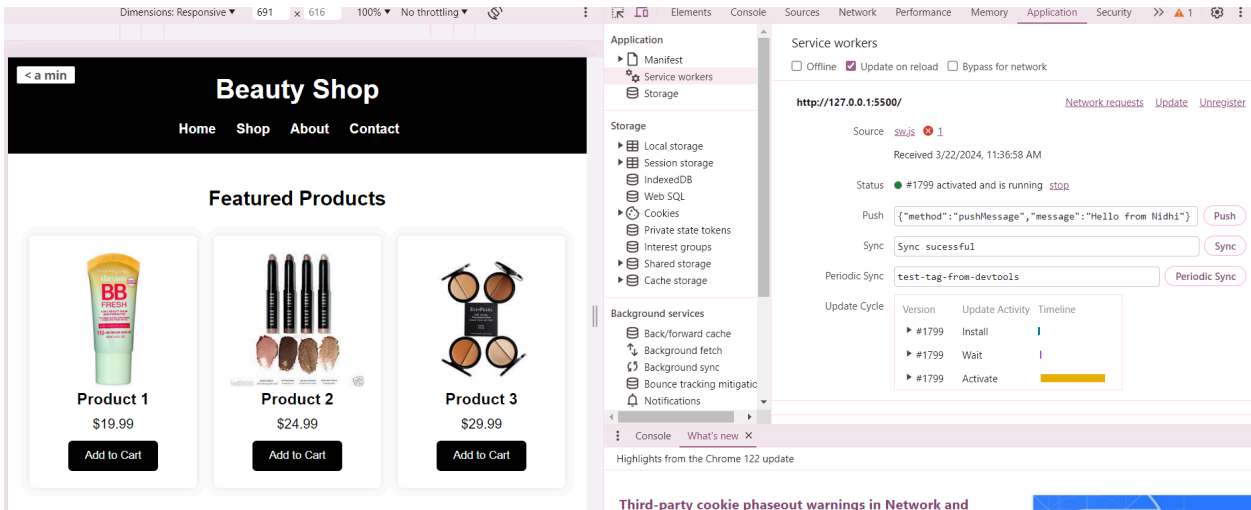 Dimensions: Responsive ▼ 691 x 616 100% ▼ No throttling ▼
< a min
Beauty Shop
Home Shop About Contact
Featured Products
BB
FRESH
Product 1
$19.99
Add to Cart
Product 2
$24.99
Add to Cart
Product 3
$29.99
Add to Cart
Elements Console Sources Network Performance Memory Application Security >> 1
Application
Manifest
Service workers
Storage
Storage
Local storage
Session storage
IndexedDB
Web SQL
Cookies
Private state tokens
Interest groups
Shared storage
Cache storage
Background services
Back/forward cache
Background fetch
Background sync
Bounce tracking mitigatio
Notifications
Service workers
Offline Update on reload Bypass for network
http://127.0.0.1:5500/ Network requests Update Unregister
Source sw.js 1
Received 3/22/2024, 11:36:58 AM
Status #1799 activated and is running stop
Push {"method":"pushMessage","message":"Hello from Nidhi"} Push
Sync Sync sucessful Sync
Periodic Sync test-tag-from-devtools Periodic Sync
Update Cycle Version Update Activity Timeline
#1799 Install
#1799 Wait
#1799 Activate
Console What's new X
Highlights from the Chrome 122 update
Third-party cookie phaseout warnings in Network and